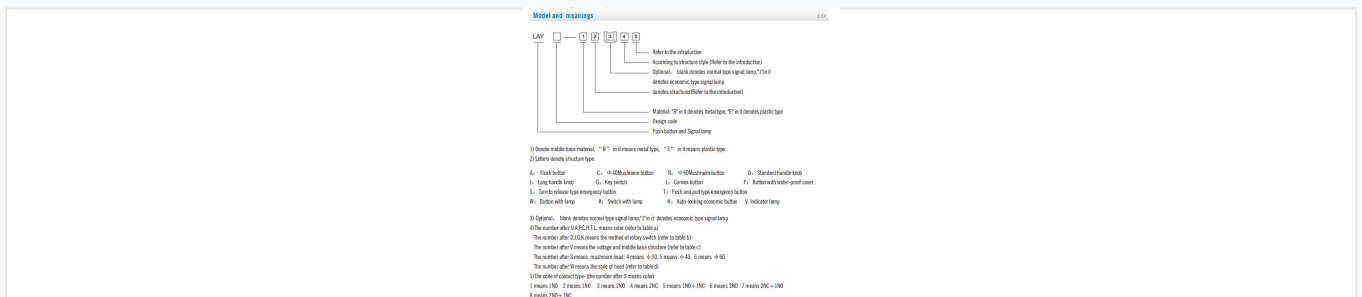 Model and meanings
<<<
LAY □ — 1 2 [3] 4 5
Refer to the introduction
According to structure style(Refer to the introduction)
Optional, blank denotes normal type signal lamp,"J"in it
denotes economic type signal lamp
denotes structures(Refer to the introduction)
Material: "B" in it denotes metal type, "E" in it denotes plastic type
Design code
Push button and Signal lamp
1) Denote middle base material, “B” in it means metal type, “E” in it means plastic type
2) Letters denote structure type:
A: Flush button C: Φ40Mushroom button R: Φ60Mushroom button D: Standard handle knob
J: Long handle knob G: Key switch L: Convex button P: Button with water-proof cover
S: Turn to release type emergency button T: Push and pull type emergency button
W: Button with lamp K: Switch with lamp H: Auto-locking economic button V: Indicator lamp
3) Optional, blank denotes normal type signal lamp,"J"in it denotes economic type signal lamp
4)The number after U.A.P.C.R.T.L. means color (refer to table a)
The number after D.J.G.K.means the method of rotary switch (refer to table b)
The number after V means the voltage and middle base structure (refer to table c)
The number after S means mushroom head: 4 means Φ30; 5 means Φ40; 6 means Φ60
The number after W means the style of head (refer to table d)
5)The code of contact type: (the number after S means color)
1 means 1NO 2 means 1NC 3 means 2NO 4 means 2NC 5 means 1NO+1NC 6 means 3NO 7 means 2NC+1NO
8 means 2NO+1NC